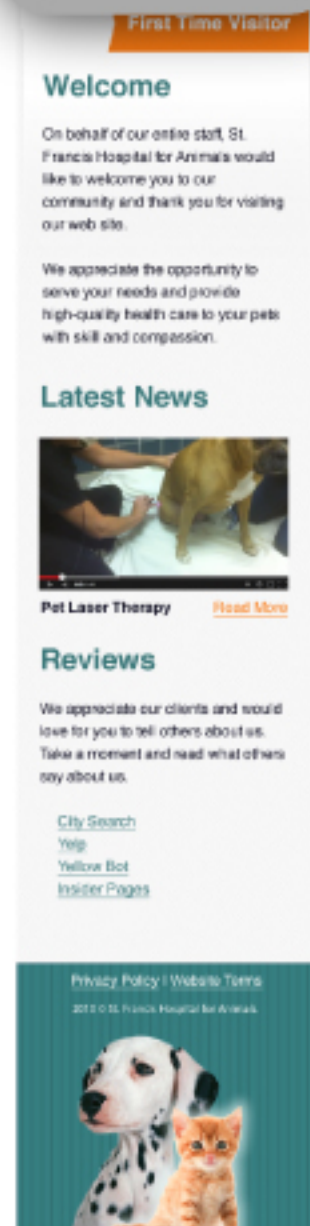 First Time Visitor
Welcome
On behalf of our entire staff, St.
Francis Hospital for Animals would
like to welcome you to our
community and thank you for visiting
our web site.
We appreciate the opportunity to
serve your needs and provide
high-quality health care to your pets
with skill and compassion.
Latest News
Pet Laser Therapy Read More
Reviews
We appreciate our clients and would
love for you to tell others about us.
Take a moment and read what others
say about us.
City Search
Yelp
Yellow Bot
Insider Pages
Privacy Policy | Website Terms
2013 © St. Francis Hospital for Animals.